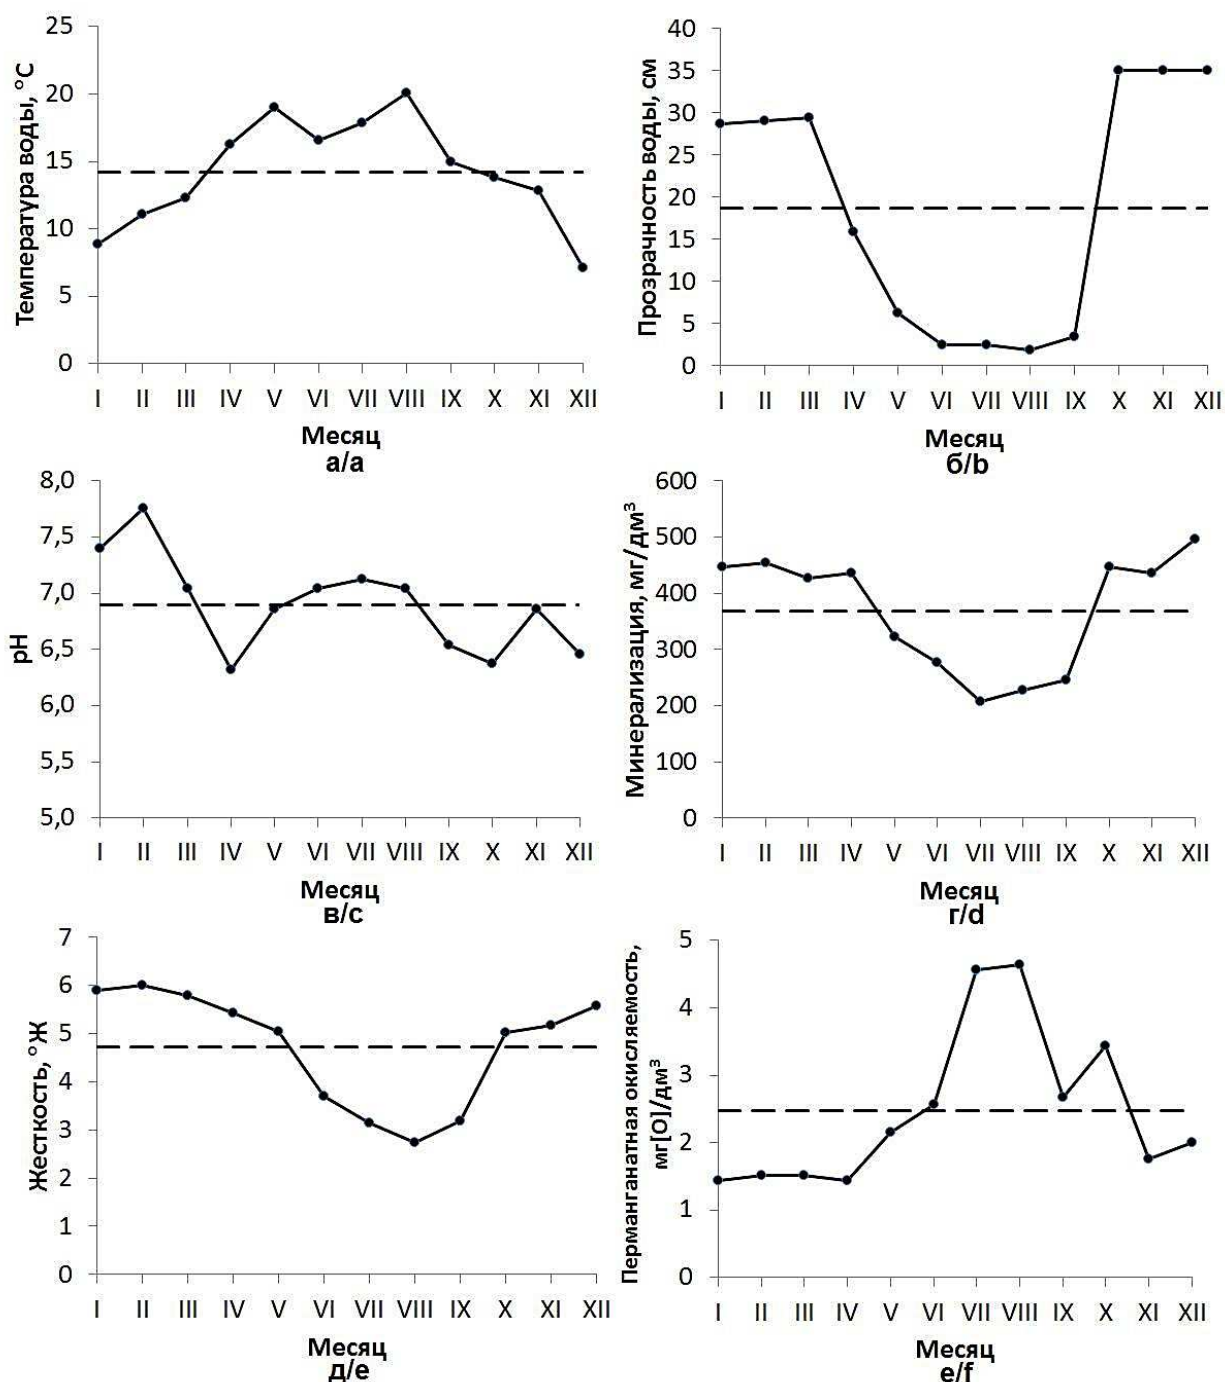 Температура воды, °С
25
20
15
10
5
0
I II III IV V VI VII VIII IX X XI XII
Месяц
а/a
Прозрачность воды, см
40
35
30
25
20
15
10
5
0
I II III IV V VI VII VIII IX X XI XII
Месяц
б/b
pH
8,0
7,5
7,0
6,5
6,0
5,5
5,0
I II III IV V VI VII VIII IX X XI XII
Месяц
в/c
Минерализация, мг/дм³
600
500
400
300
200
100
0
I II III IV V VI VII VIII IX X XI XII
Месяц
г/d
Жесткость, °Ж
7
6
5
4
3
2
1
0
I II III IV V VI VII VIII IX X XI XII
Месяц
д/e
Перманганатная окисляемость,
мг[О]/дм³
5
4
3
2
1
0
I II III IV V VI VII VIII IX X XI XII
Месяц
е/f